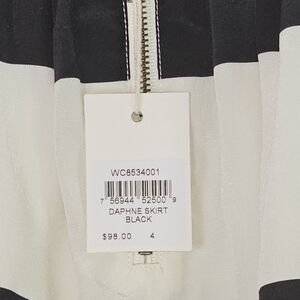 WC8534001
7 56944 52500 9
DAPHNE SKIRT
BLACK
$98.00 4